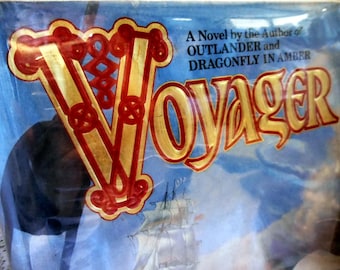 A Novel by the Author of
OUTLANDER and
DRAGONFLY IN AMBER
VOYAGER